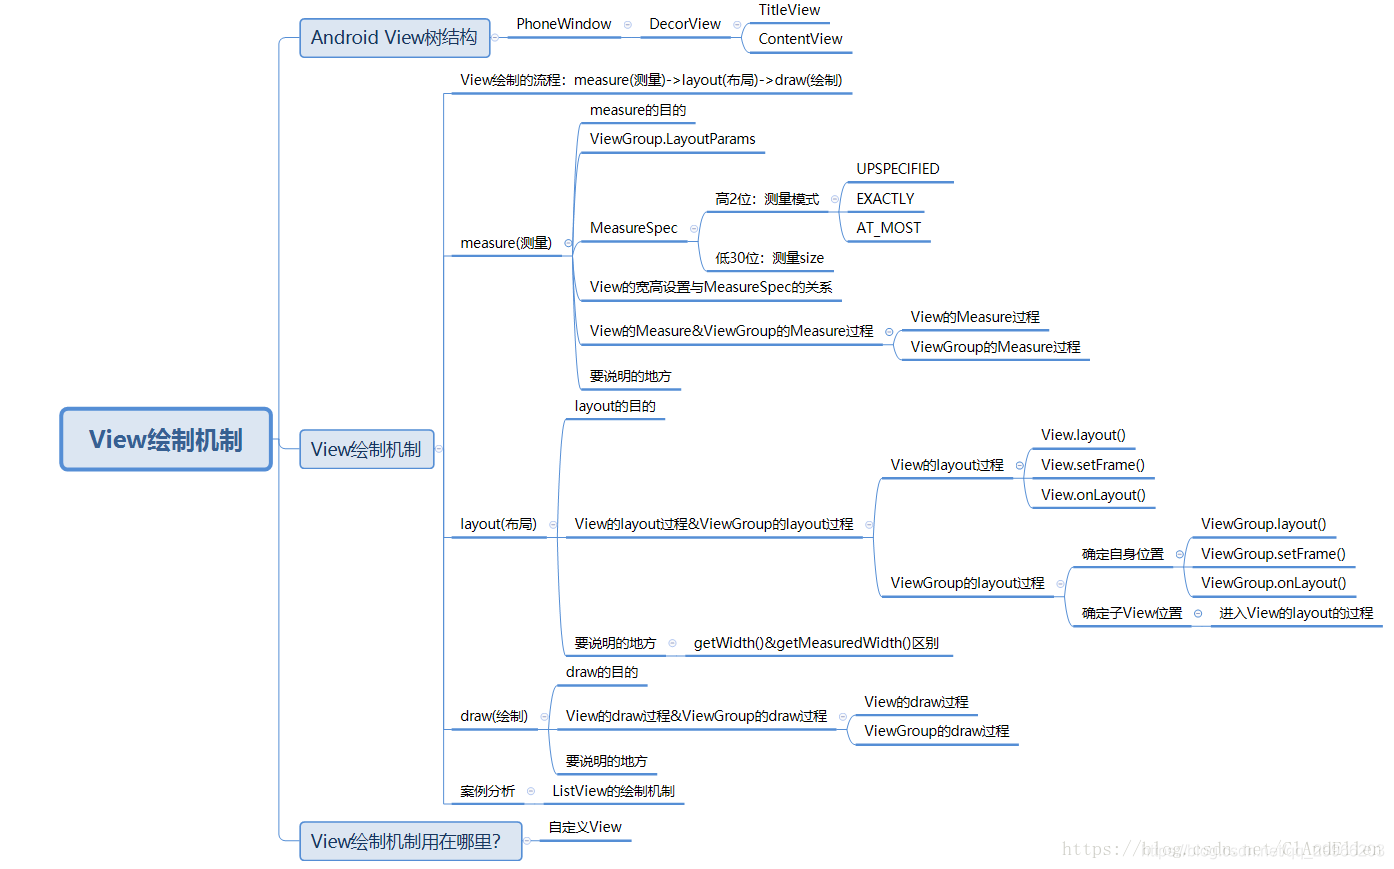 View绘制机制
Android View树结构
PhoneWindow
DecorView
TitleView
ContentView
View绘制机制
View绘制的流程：measure(测量)->layout(布局)->draw(绘制)
measure(测量)
measure的目的
ViewGroup.LayoutParams
MeasureSpec
高2位：测量模式
UPSPECIFIED
EXACTLY
AT_MOST
低30位：测量size
View的宽高设置与MeasureSpec的关系
View的Measure&ViewGroup的Measure过程
View的Measure过程
ViewGroup的Measure过程
要说明的地方
layout(布局)
layout的目的
View的layout过程&ViewGroup的layout过程
View的layout过程
View.layout()
View.setFrame()
View.onLayout()
ViewGroup的layout过程
确定自身位置
ViewGroup.layout()
ViewGroup.setFrame()
ViewGroup.onLayout()
确定子View位置
进入View的layout的过程
要说明的地方
getWidth()&getMeasuredWidth()区别
draw(绘制)
draw的目的
View的draw过程&ViewGroup的draw过程
View的draw过程
ViewGroup的draw过程
要说明的地方
案例分析
ListView的绘制机制
View绘制机制用在哪里？
自定义View
https://blog.csdn.net/ClAndEllen